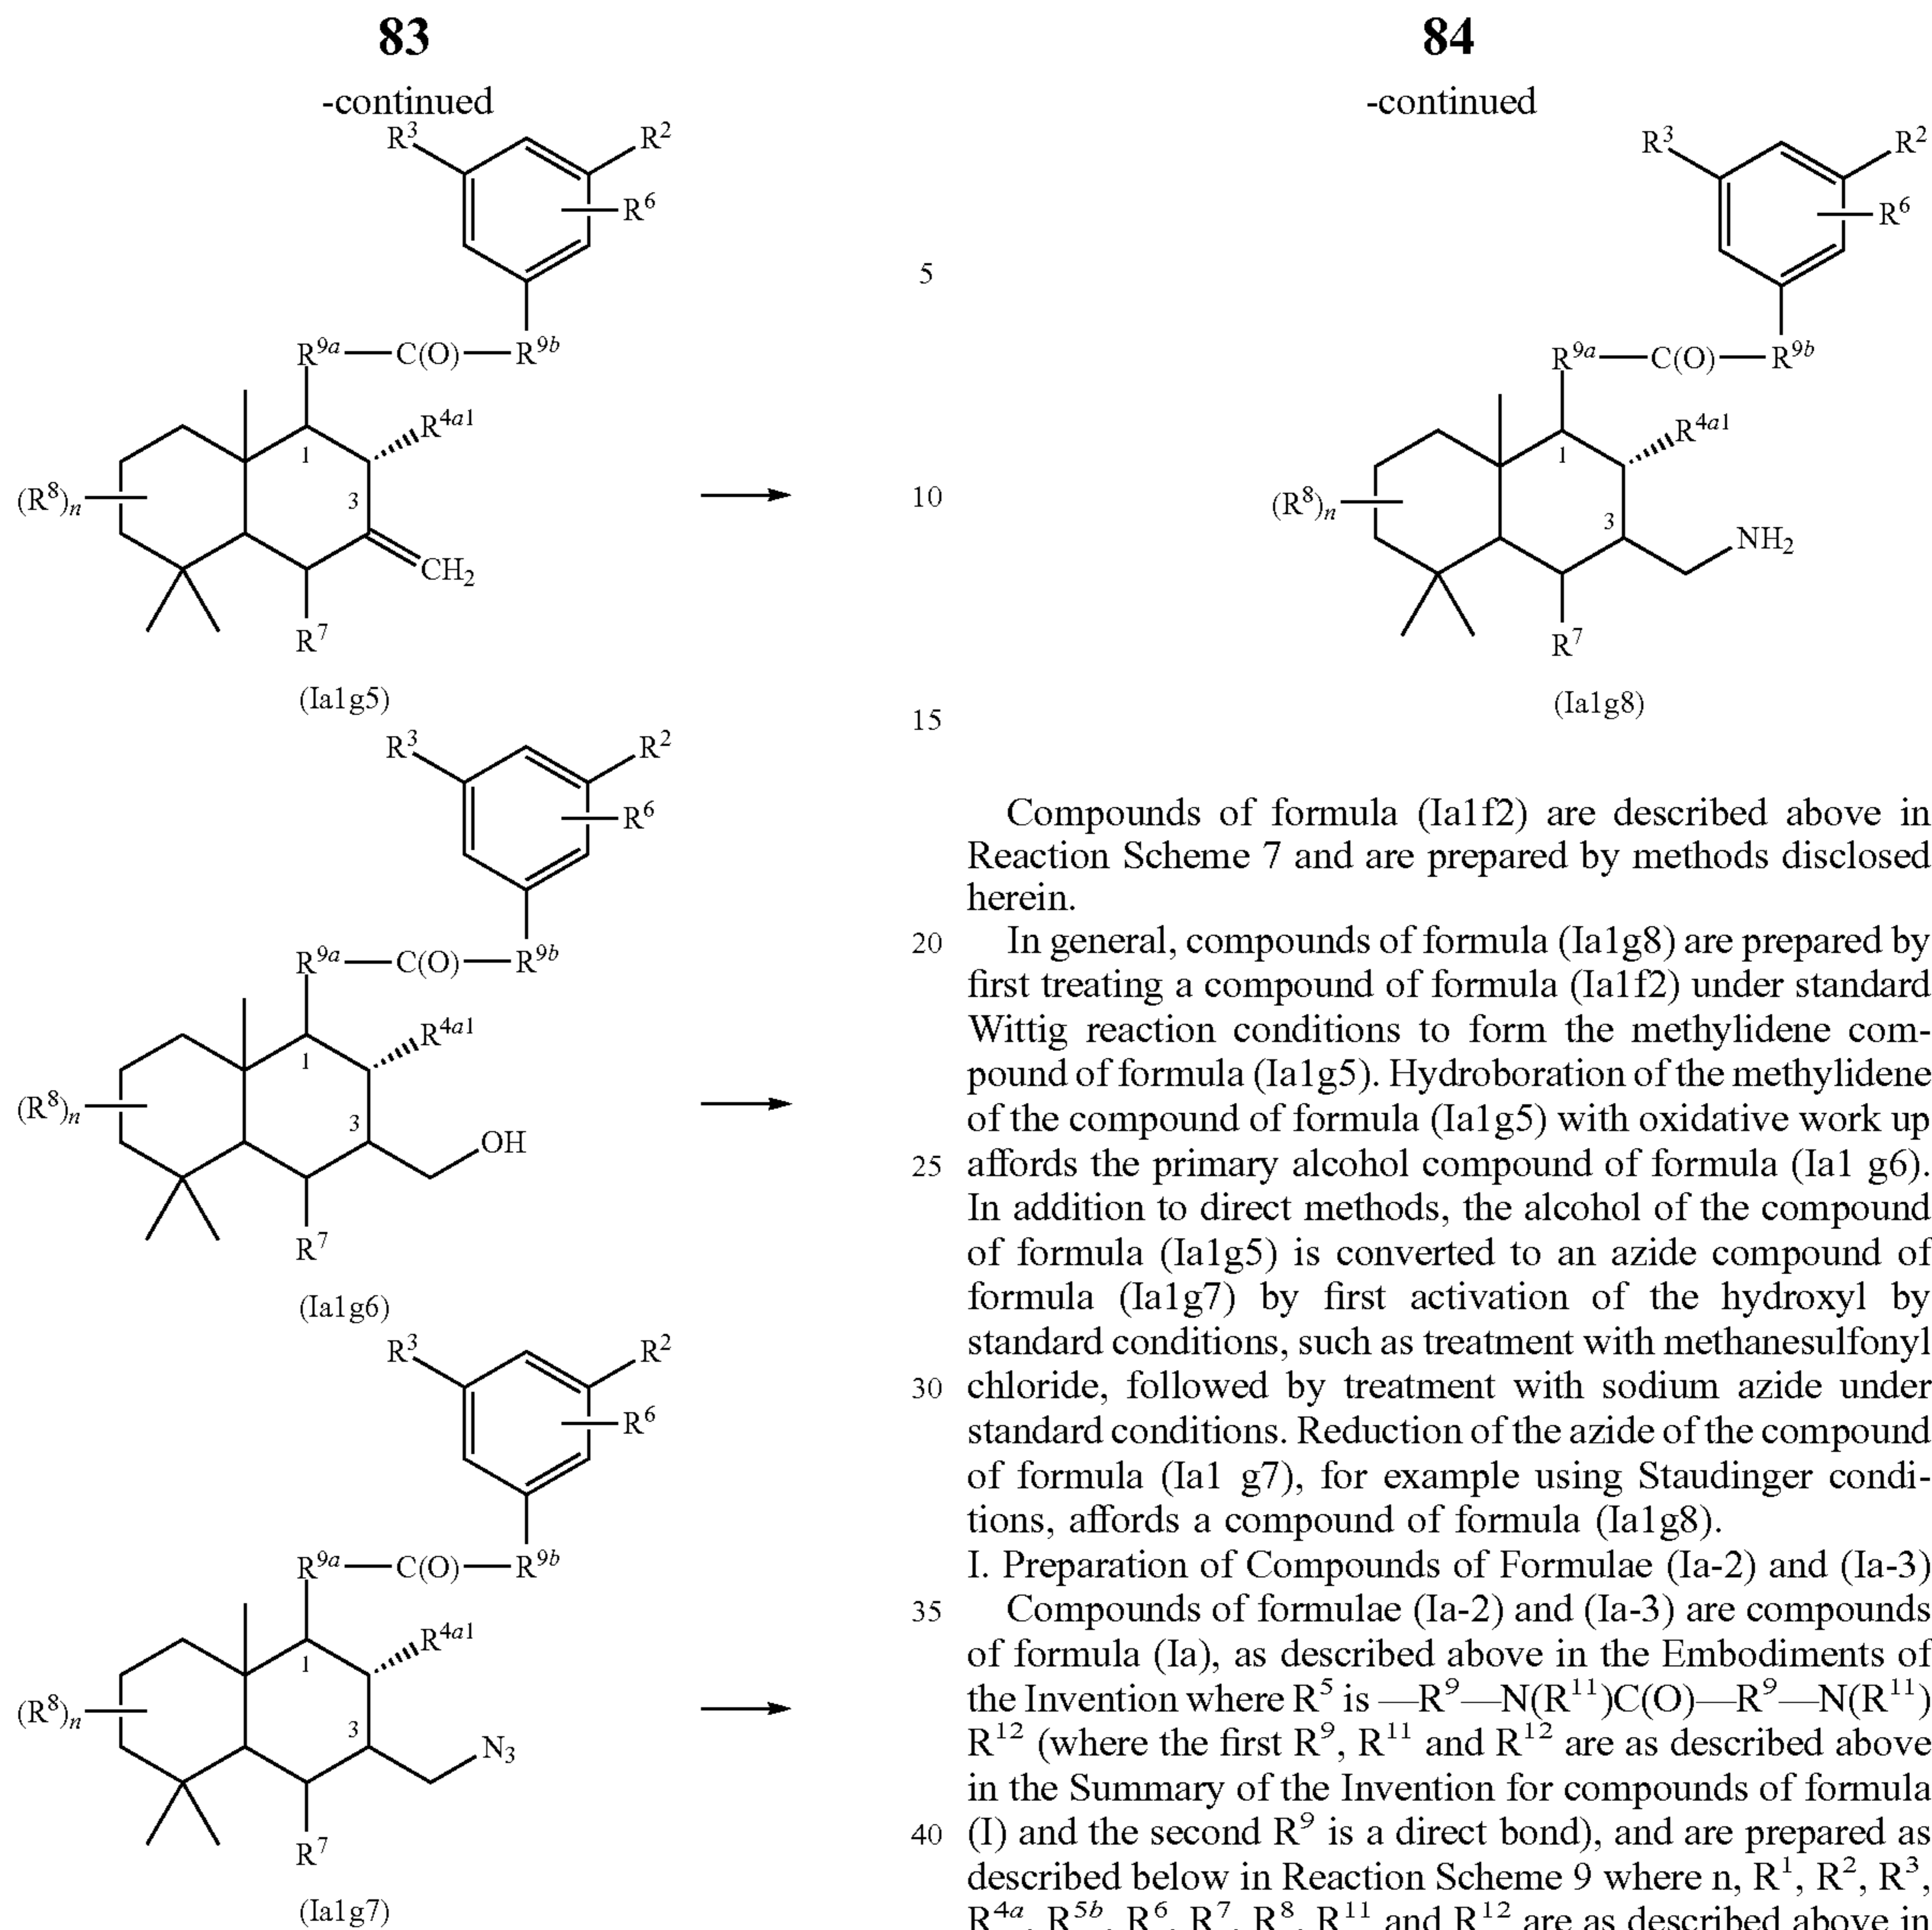 83
-continued
R³ R²
R⁶
R⁹ᵃ—C(O)—R⁹ᵇ
R⁴ᵃ¹
1
(R⁸)ₙ 3
CH₂
R⁷
(Ia1g5)
R³ R²
R⁶
R⁹ᵃ—C(O)—R⁹ᵇ
R⁴ᵃ¹
1
(R⁸)ₙ 3
OH
R⁷
(Ia1g6)
R³ R²
R⁶
R⁹ᵃ—C(O)—R⁹ᵇ
R⁴ᵃ¹
1
(R⁸)ₙ 3
N₃
R⁷
(Ia1g7)
84
-continued
R³ R²
R⁶
5
R⁹ᵃ—C(O)—R⁹ᵇ
R⁴ᵃ¹
1
10
(R⁸)ₙ 3
NH₂
R⁷
(Ia1g8)
15
Compounds of formula (Ia1f2) are described above in
Reaction Scheme 7 and are prepared by methods disclosed
herein.
20 In general, compounds of formula (Ia1g8) are prepared by
first treating a compound of formula (Ia1f2) under standard
Wittig reaction conditions to form the methylidene com-
pound of formula (Ia1g5). Hydroboration of the methylidene
of the compound of formula (Ia1g5) with oxidative work up
25 affords the primary alcohol compound of formula (Ia1 g6).
In addition to direct methods, the alcohol of the compound
of formula (Ia1g5) is converted to an azide compound of
formula (Ia1g7) by first activation of the hydroxyl by
standard conditions, such as treatment with methanesulfonyl
30 chloride, followed by treatment with sodium azide under
standard conditions. Reduction of the azide of the compound
of formula (Ia1 g7), for example using Staudinger condi-
tions, affords a compound of formula (Ia1g8).
I. Preparation of Compounds of Formulae (Ia-2) and (Ia-3)
35 Compounds of formulae (Ia-2) and (Ia-3) are compounds
of formula (Ia), as described above in the Embodiments of
the Invention where R⁵ is —R⁹—N(R¹¹)C(O)—R⁹—N(R¹¹)
R¹² (where the first R⁹, R¹¹ and R¹² are as described above
in the Summary of the Invention for compounds of formula
40 (I) and the second R⁹ is a direct bond), and are prepared as
described below in Reaction Scheme 9 where n, R¹, R², R³,
R⁴ᵃ, R⁵ᵇ, R⁶, R⁷, R⁸, R¹¹ and R¹² are as described above in